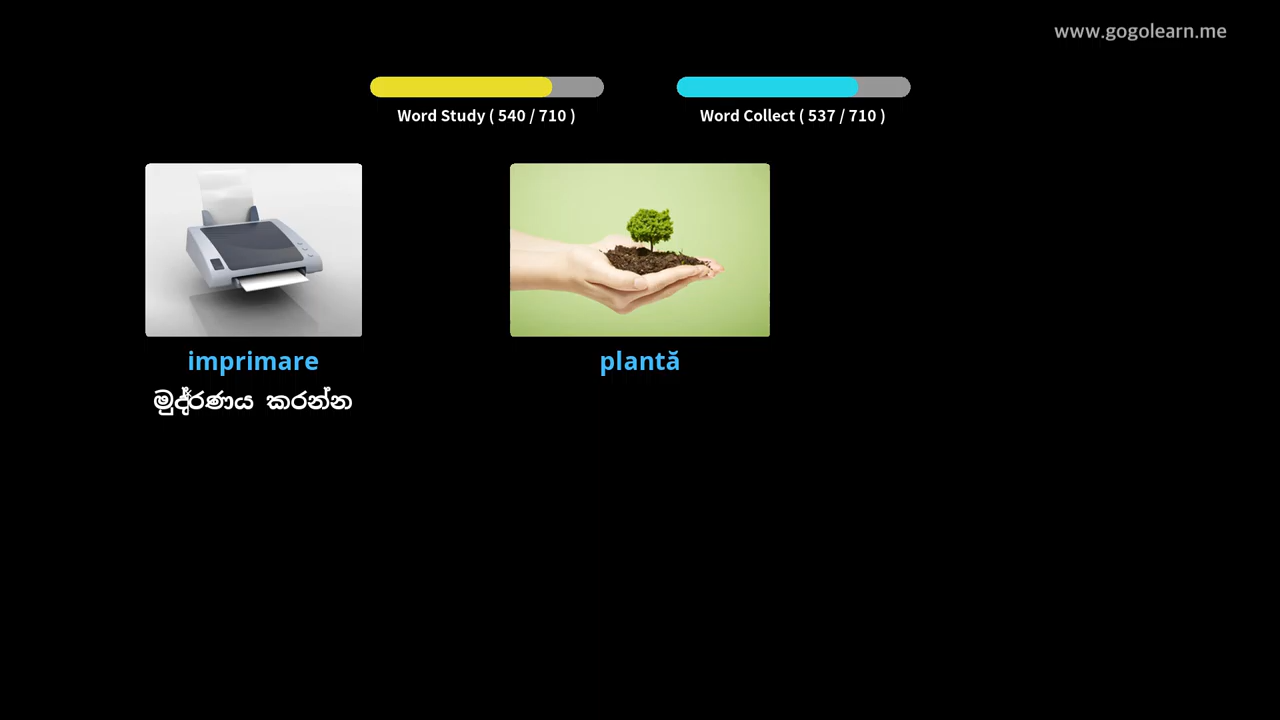 www.gogolearn.me
Word Study ( 540 / 710 )
Word Collect ( 537 / 710 )
imprimare
plantă
මුද්රණය කරන්න